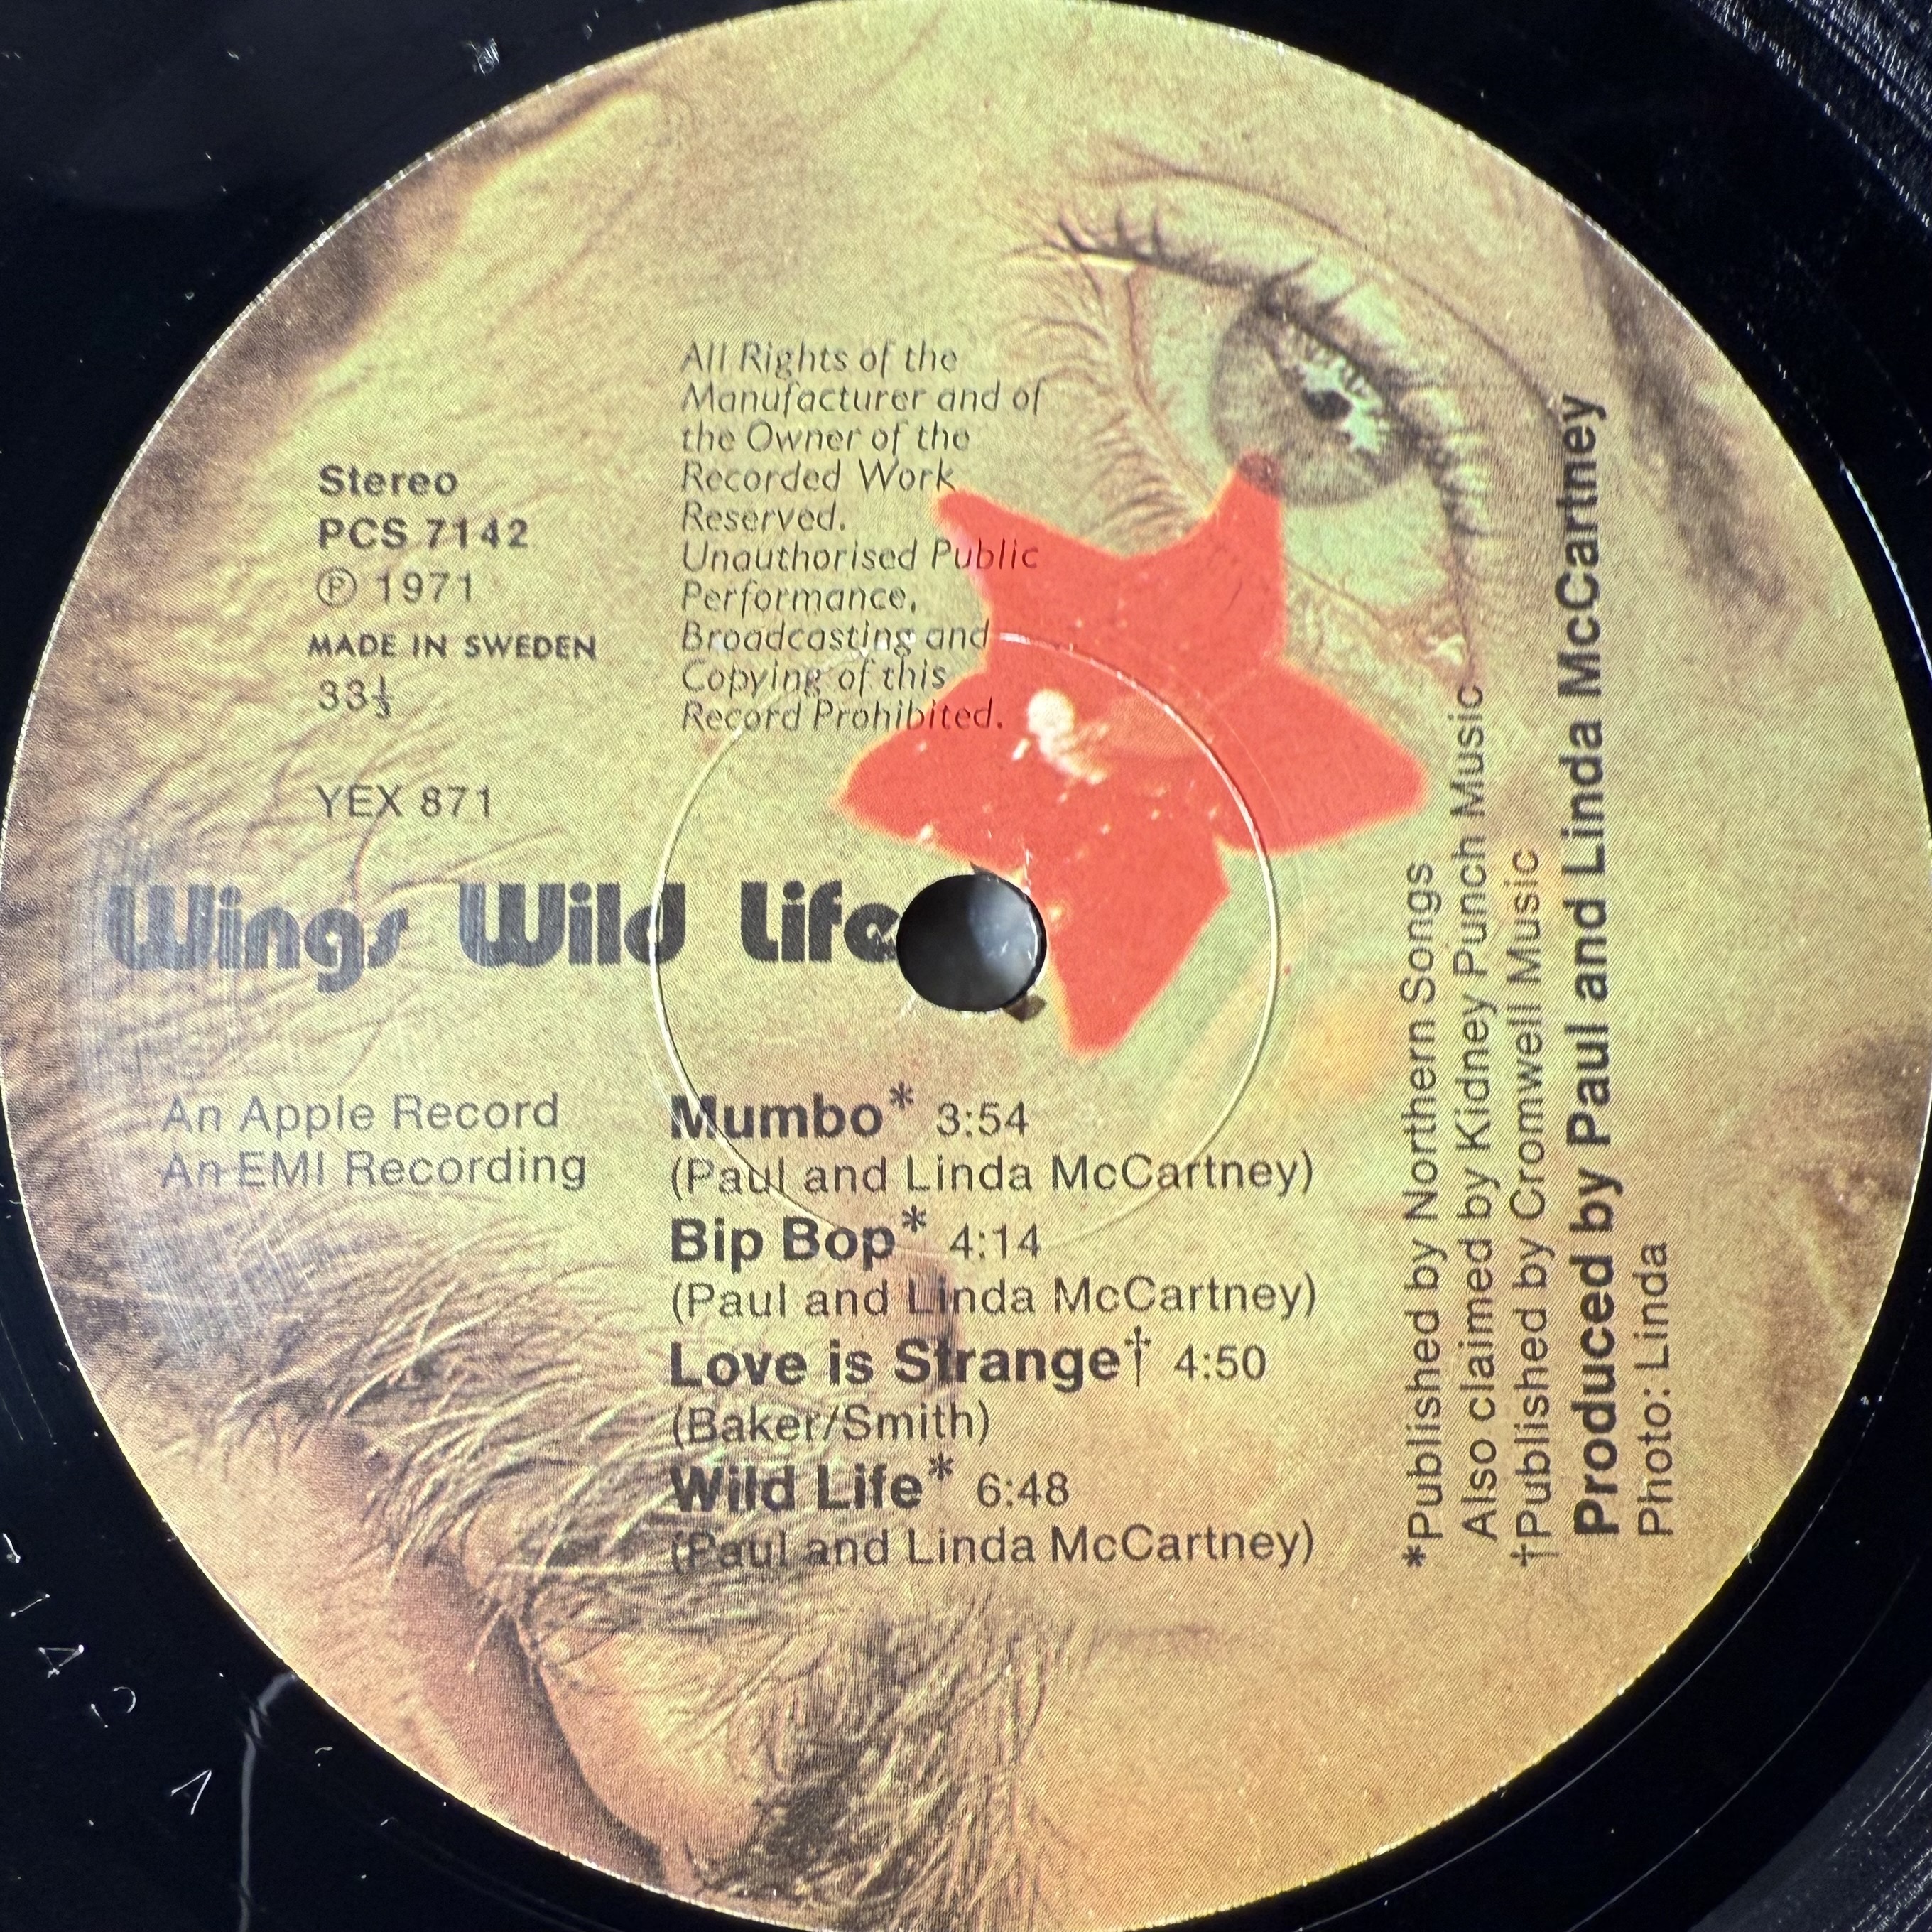 All Rights of the
Manufacturer and of
the Owner of the
Recorded Work
Reserved.
Unauthorised Public
Performance,
Broadcasting and
Copying of this
Record Prohibited.
Stereo
PCS 7142
Ⓟ 1971
MADE IN SWEDEN
33⅓
YEX 871
Wings Wild Life
An Apple Record
An EMI Recording
Mumbo* 3:54
(Paul and Linda McCartney)
Bip Bop* 4:14
(Paul and Linda McCartney)
Love is Strange† 4:50
(Baker/Smith)
Wild Life* 6:48
(Paul and Linda McCartney)
*Published by Northern Songs
Also claimed by Kidney Punch Music
†Published by Cromwell Music
Produced by Paul and Linda McCartney
Photo: Linda